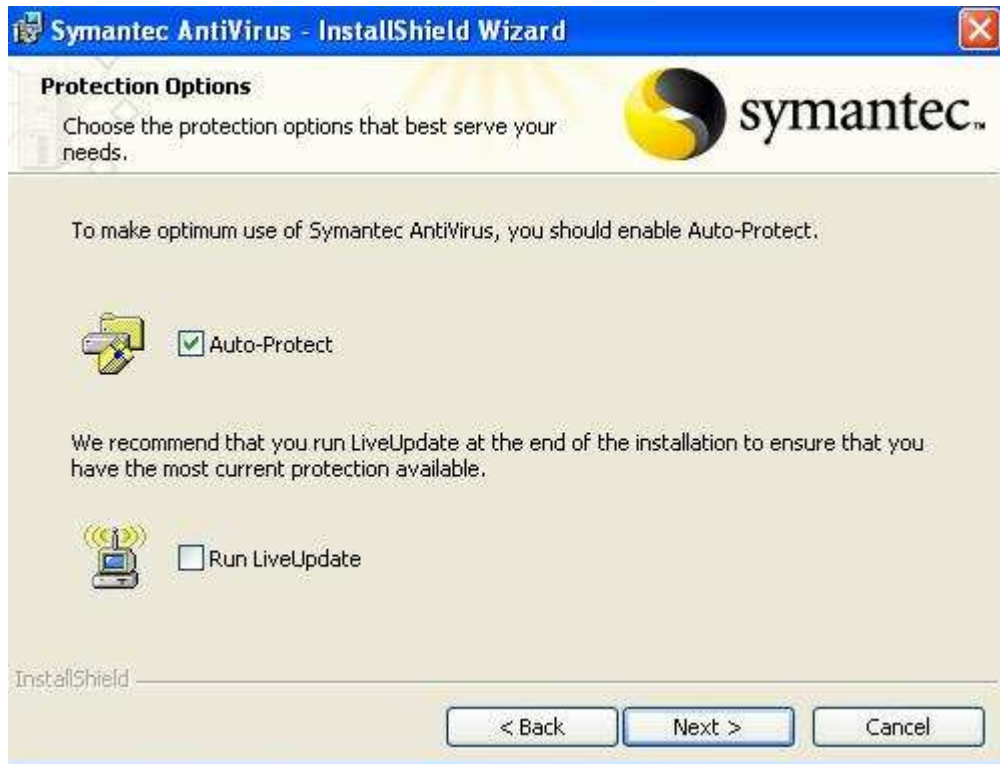 Symantec AntiVirus - InstallShield Wizard
Protection Options
Choose the protection options that best serve your
needs.
symantec.™
To make optimum use of Symantec AntiVirus, you should enable Auto-Protect.
Auto-Protect
We recommend that you run LiveUpdate at the end of the installation to ensure that you
have the most current protection available.
Run LiveUpdate
InstallShield
< Back
Next >
Cancel